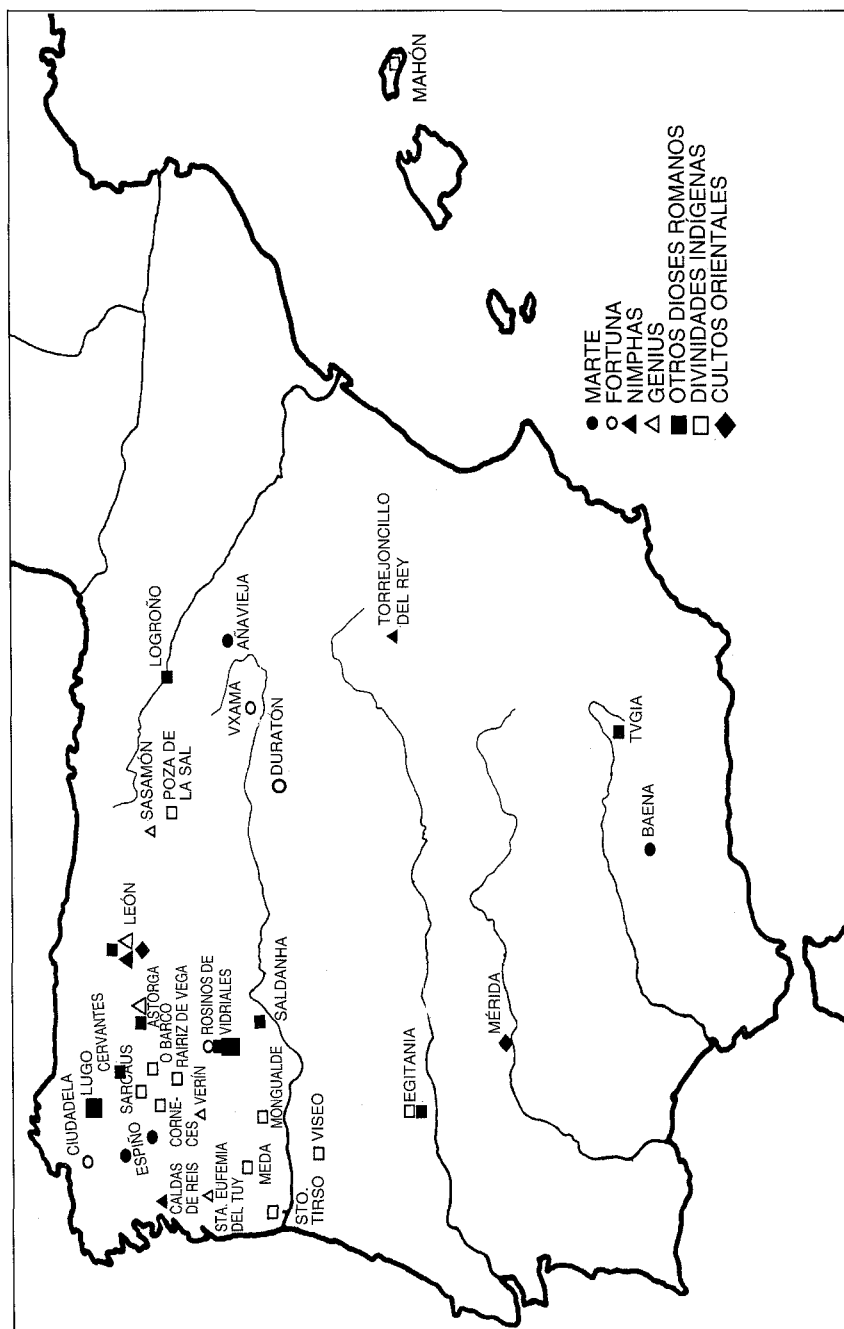 CIUDADELA
LUGO
CERVANTES
SARCAUS
ESPIÑO
CORNE-
CES
CALDAS
DE REIS
STA. EUFEMIA
DEL TUY
VERÍN
O BARCO
RAIRIZ DE VEGA
ASTORGA
LEÓN
ROSINOS DE
VIDRIALES
SALDANHA
MONGUALDE
MEDA
STO.
TIRSO
VISEO
SASAMÓN
POZA DE
LA SAL
LOGROÑO
VXAMA
AÑAVIEJA
DURATÓN
TORREJONCILLO
DEL REY
EGITANIA
MÉRIDA
BAENA
TVGIA
MAHÓN
MARTE
FORTUNA
NIMPHAS
GENIUS
OTROS DIOSES ROMANOS
DIVINIDADES INDÍGENAS
CULTOS ORIENTALES